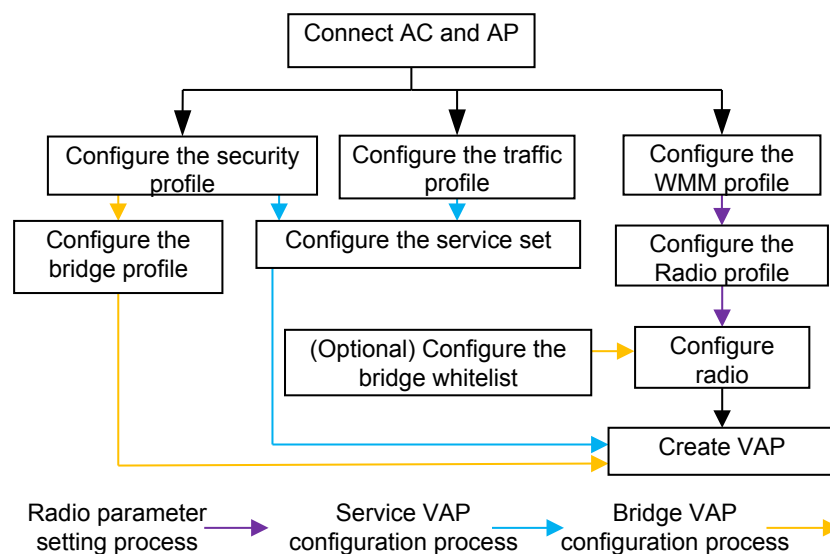 Connect AC and AP
Configure the security
profile
Configure the traffic
profile
Configure the
WMM profile
Configure the
bridge profile
Configure the service set
Configure the
Radio profile
(Optional) Configure the
bridge whitelist
Configure
radio
Create VAP
Radio parameter
setting process
Service VAP
configuration process
Bridge VAP
configuration process